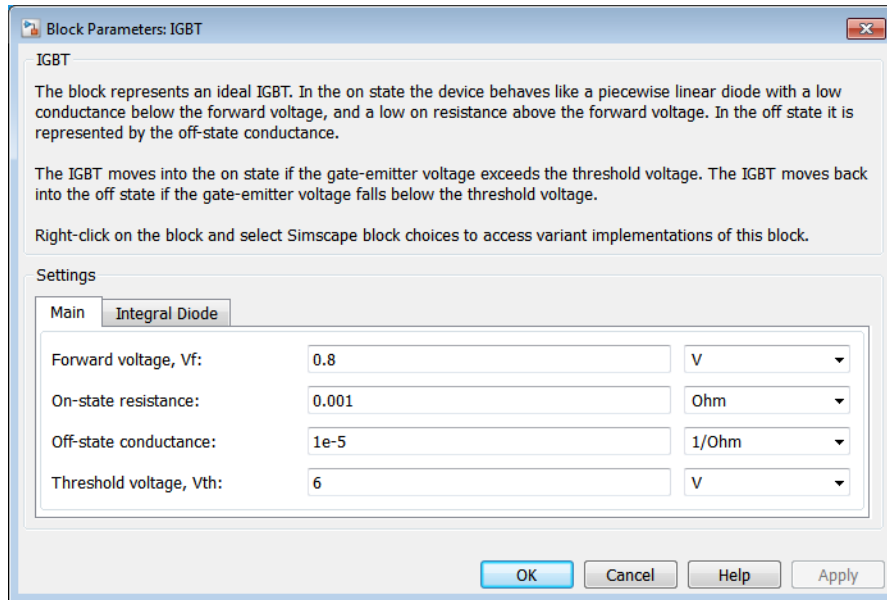 Block Parameters: IGBT
IGBT
The block represents an ideal IGBT. In the on state the device behaves like a piecewise linear diode with a low
conductance below the forward voltage, and a low on resistance above the forward voltage. In the off state it is
represented by the off-state conductance.
The IGBT moves into the on state if the gate-emitter voltage exceeds the threshold voltage. The IGBT moves back
into the off state if the gate-emitter voltage falls below the threshold voltage.
Right-click on the block and select Simscape block choices to access variant implementations of this block.
Settings
Main Integral Diode
Forward voltage, Vf: 0.8 V
On-state resistance: 0.001 Ohm
Off-state conductance: 1e-5 1/Ohm
Threshold voltage, Vth: 6 V
OK Cancel Help Apply